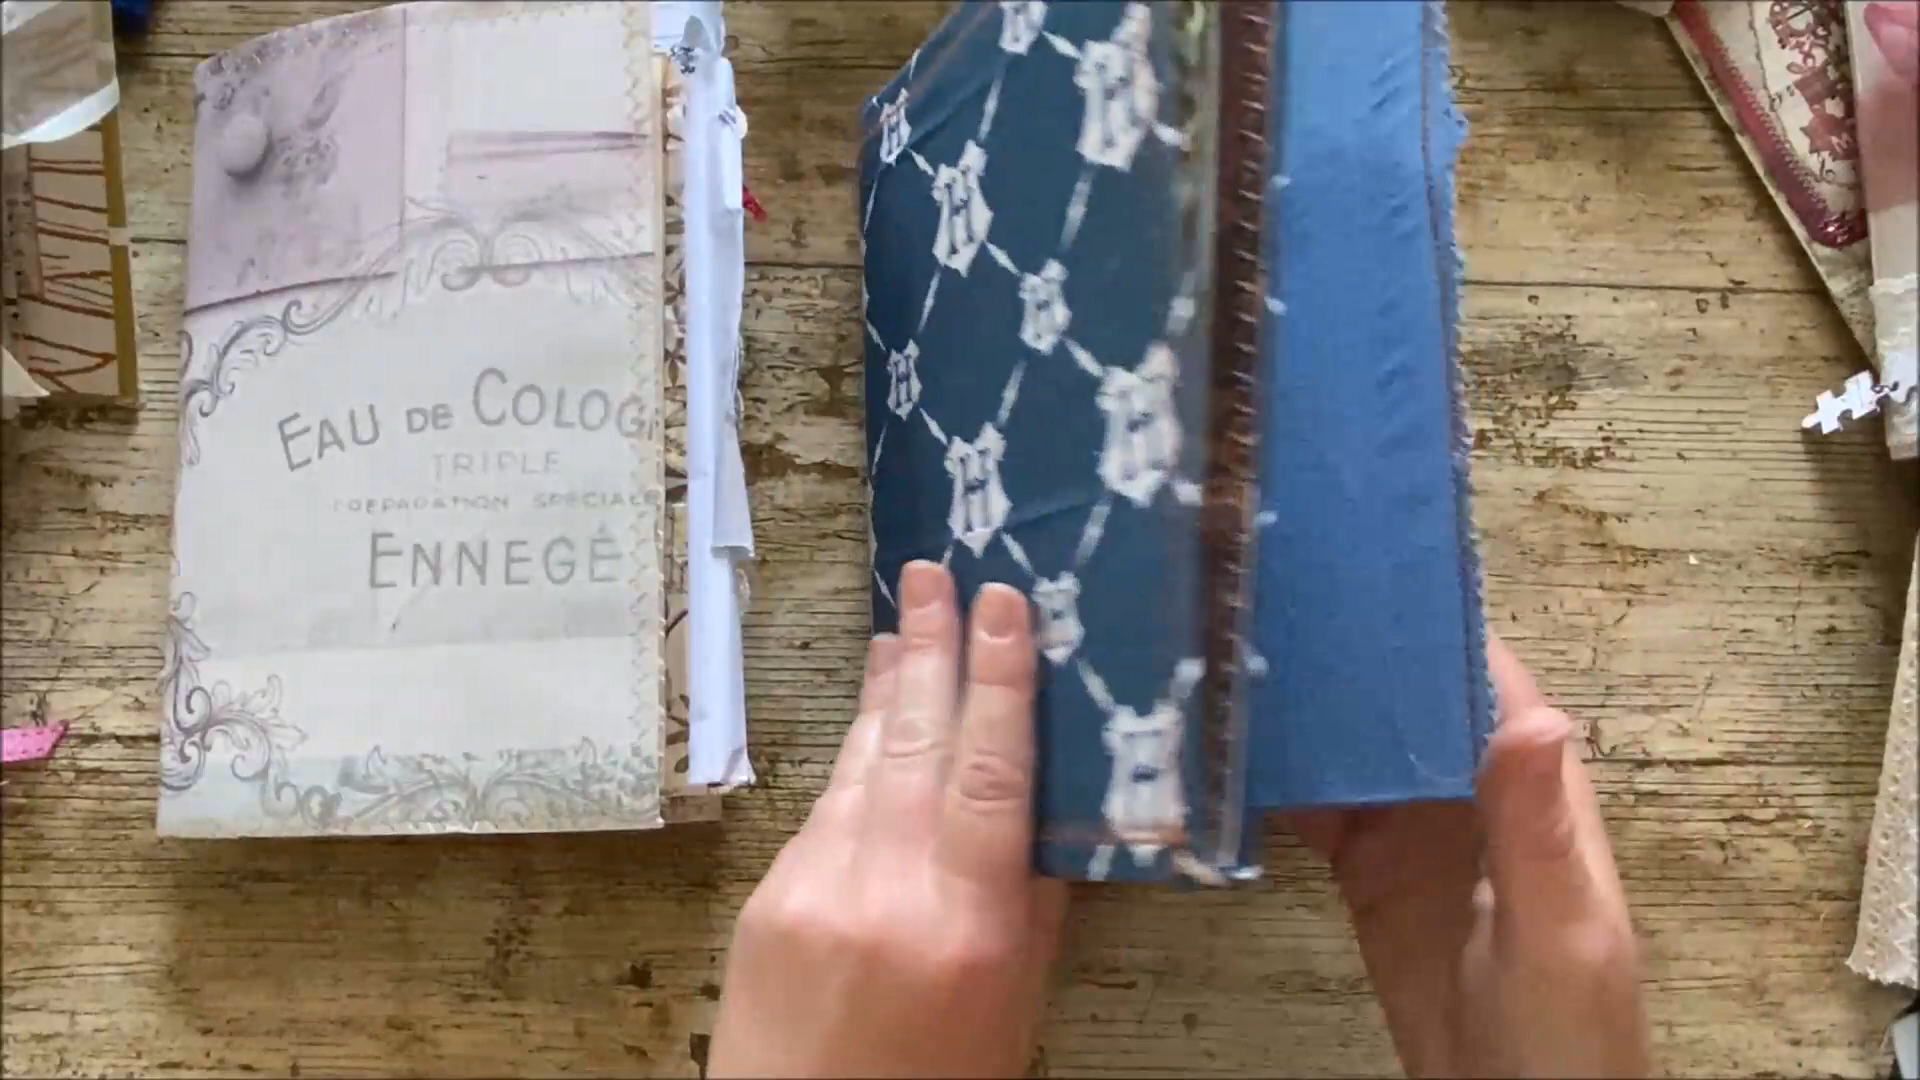 EAU DE COLOG
TRIPLE
PREPARATION SPECIALE
ENNEGÉ
H
H
H
H
H
H
H
H
H